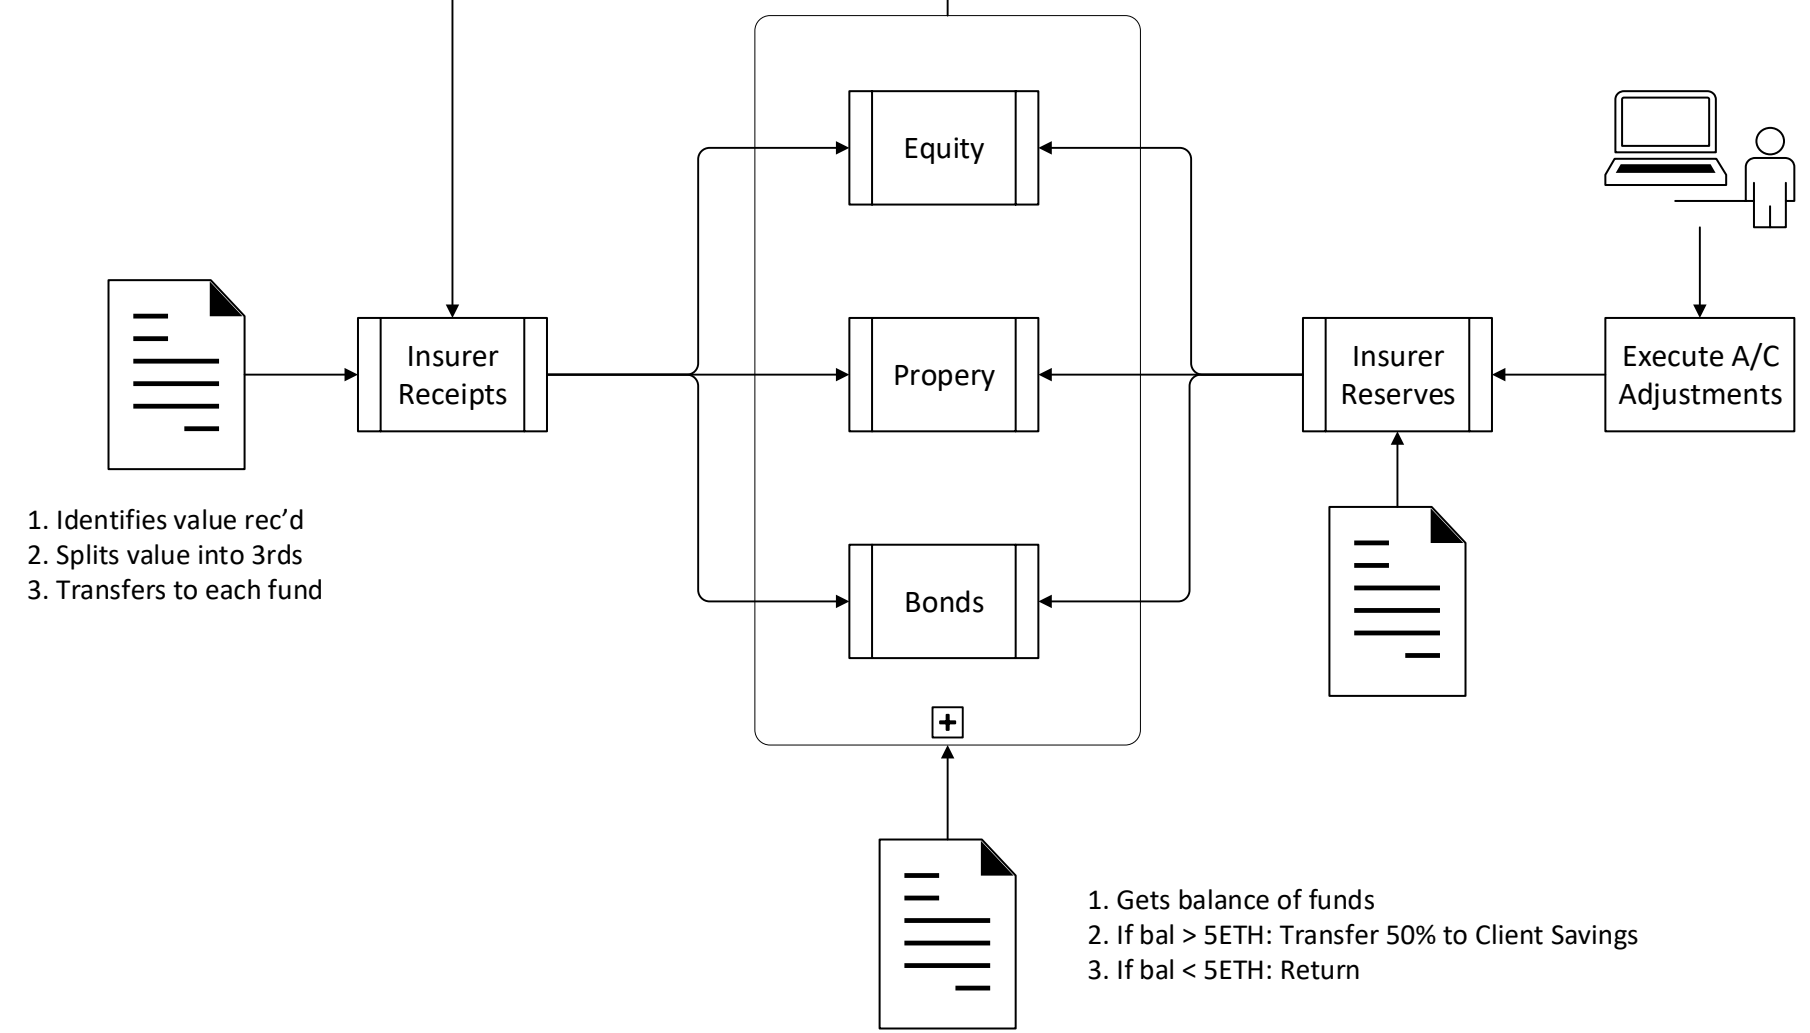 Equity
Insurer
Receipts
Propery
Insurer
Reserves
Execute A/C
Adjustments
1. Identifies value rec’d
2. Splits value into 3rds
3. Transfers to each fund
Bonds
1. Gets balance of funds
2. If bal > 5ETH: Transfer 50% to Client Savings
3. If bal < 5ETH: Return